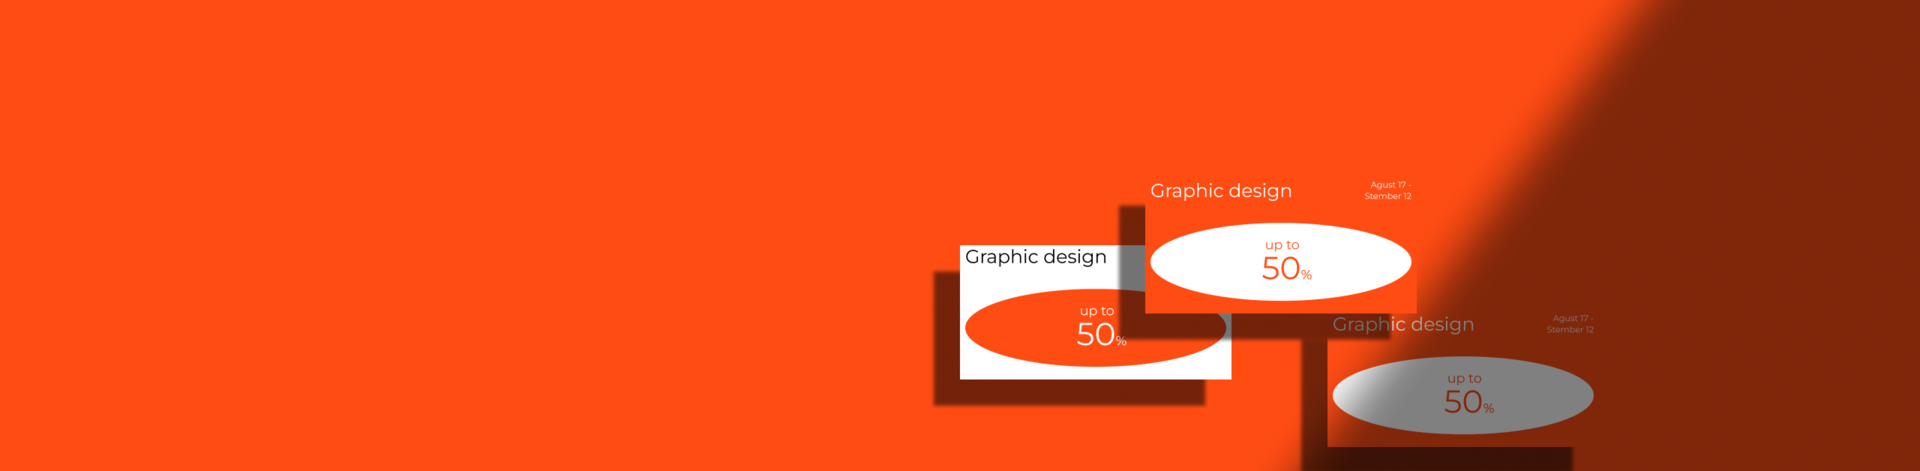 Graphic design
up to
50%
Graphic design
Agust 17 -
Stember 12
up to
50%
Graphic design
Agust 17 -
Stember 12
up to
50%